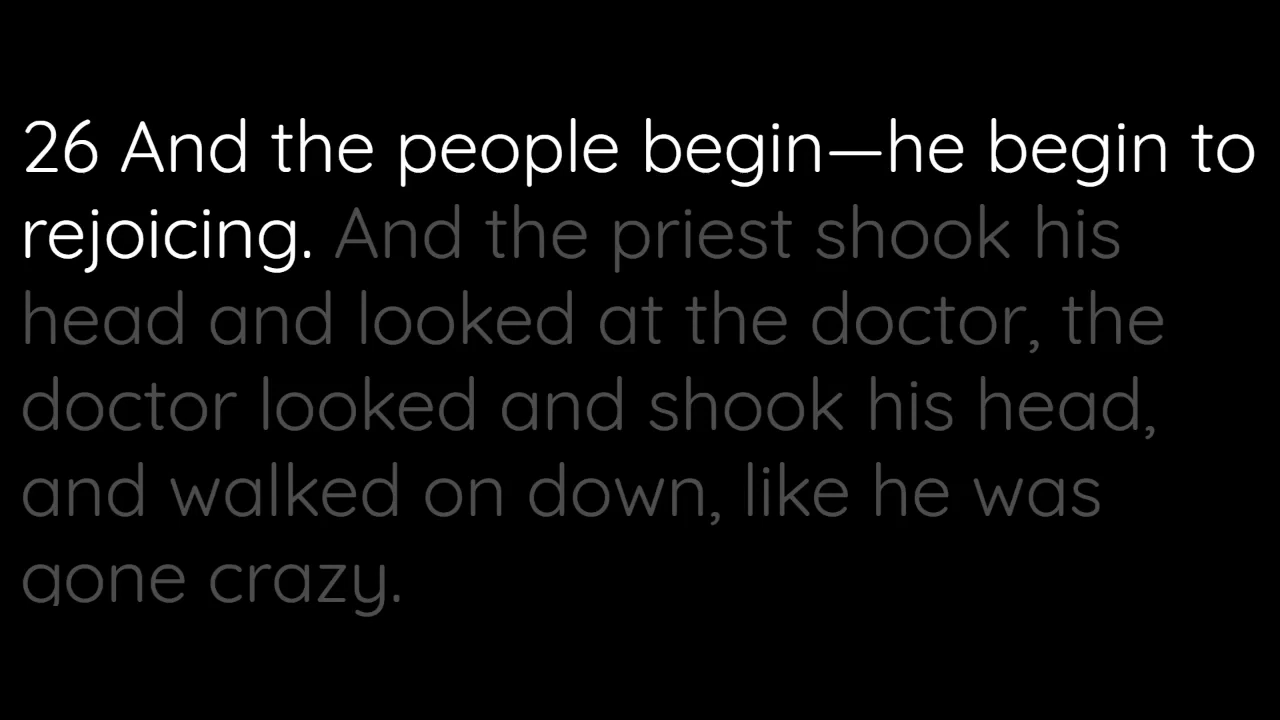 26 And the people begin—he begin to
rejoicing. And the priest shook his
head and looked at the doctor, the
doctor looked and shook his head,
and walked on down, like he was
gone crazy.